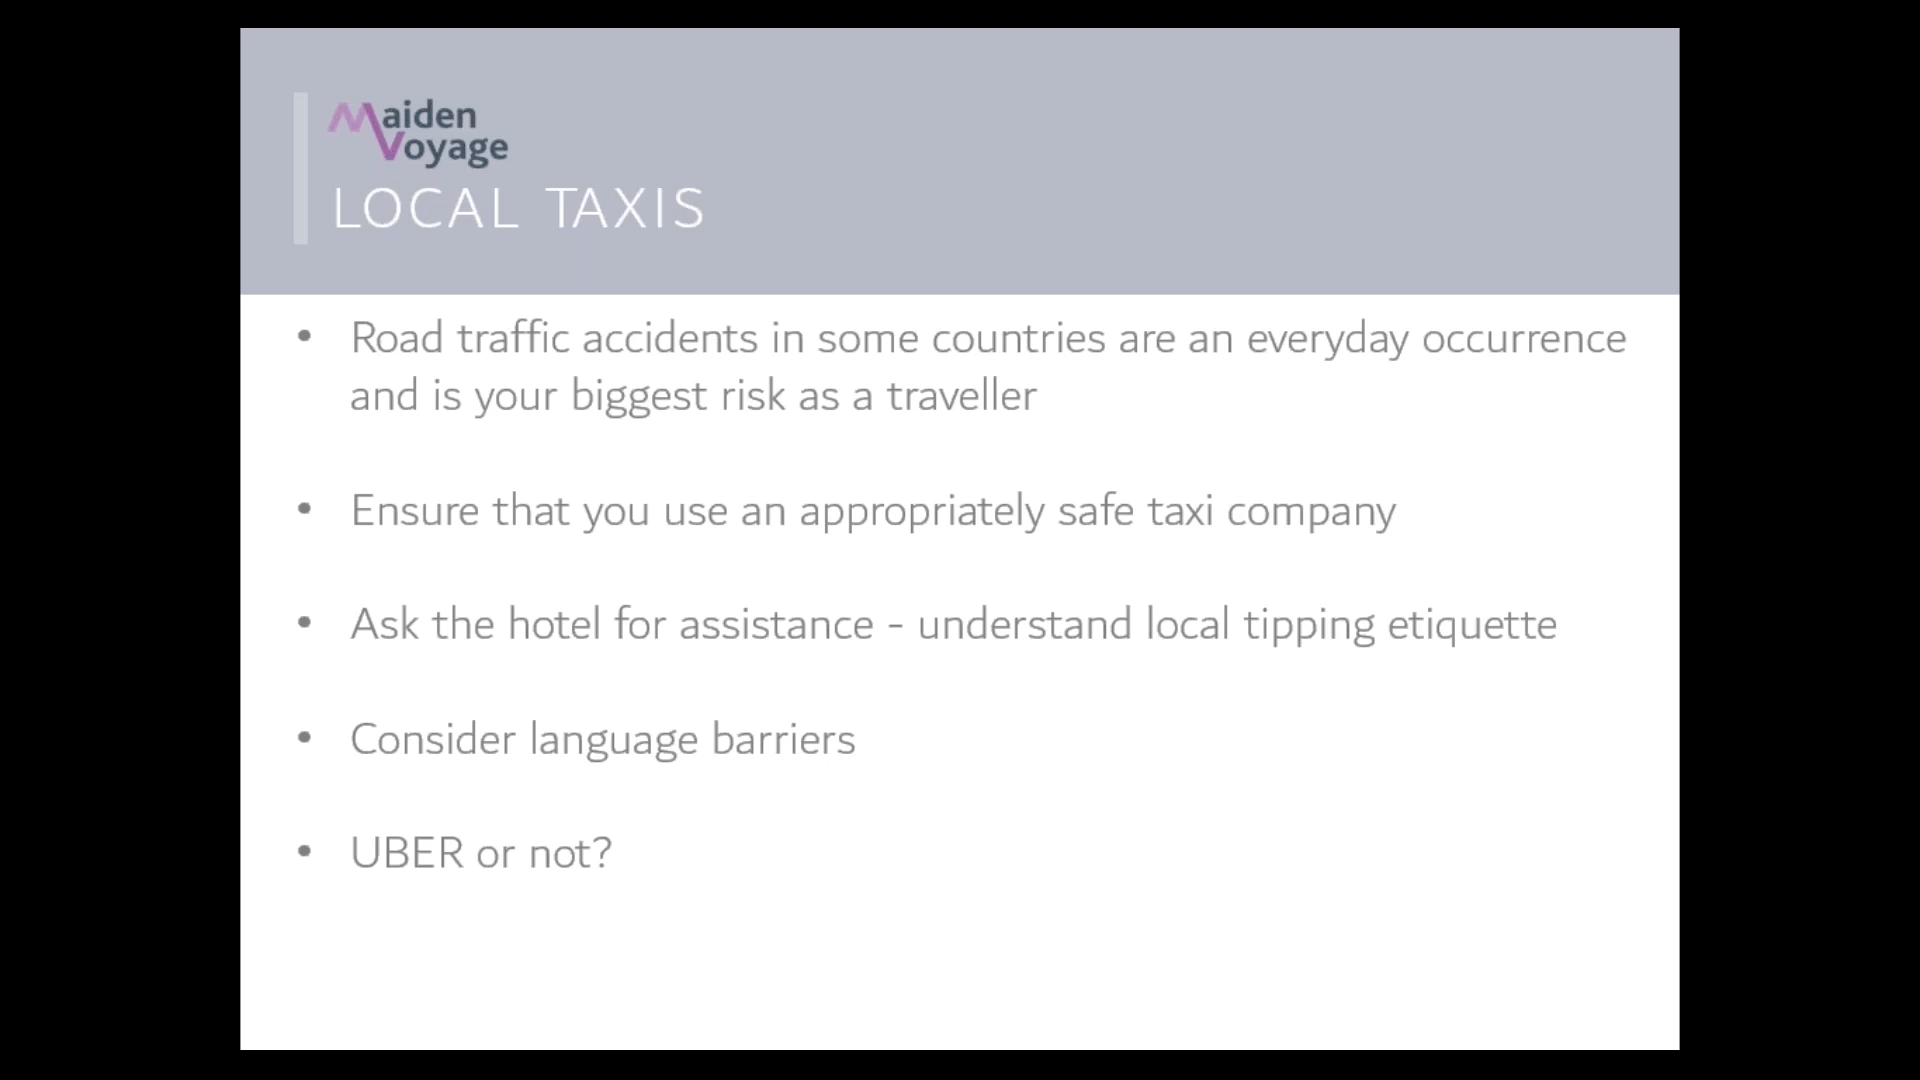 Maiden
Voyage
LOCAL TAXIS
• Road traffic accidents in some countries are an everyday occurrence
and is your biggest risk as a traveller
• Ensure that you use an appropriately safe taxi company
• Ask the hotel for assistance - understand local tipping etiquette
• Consider language barriers
• UBER or not?